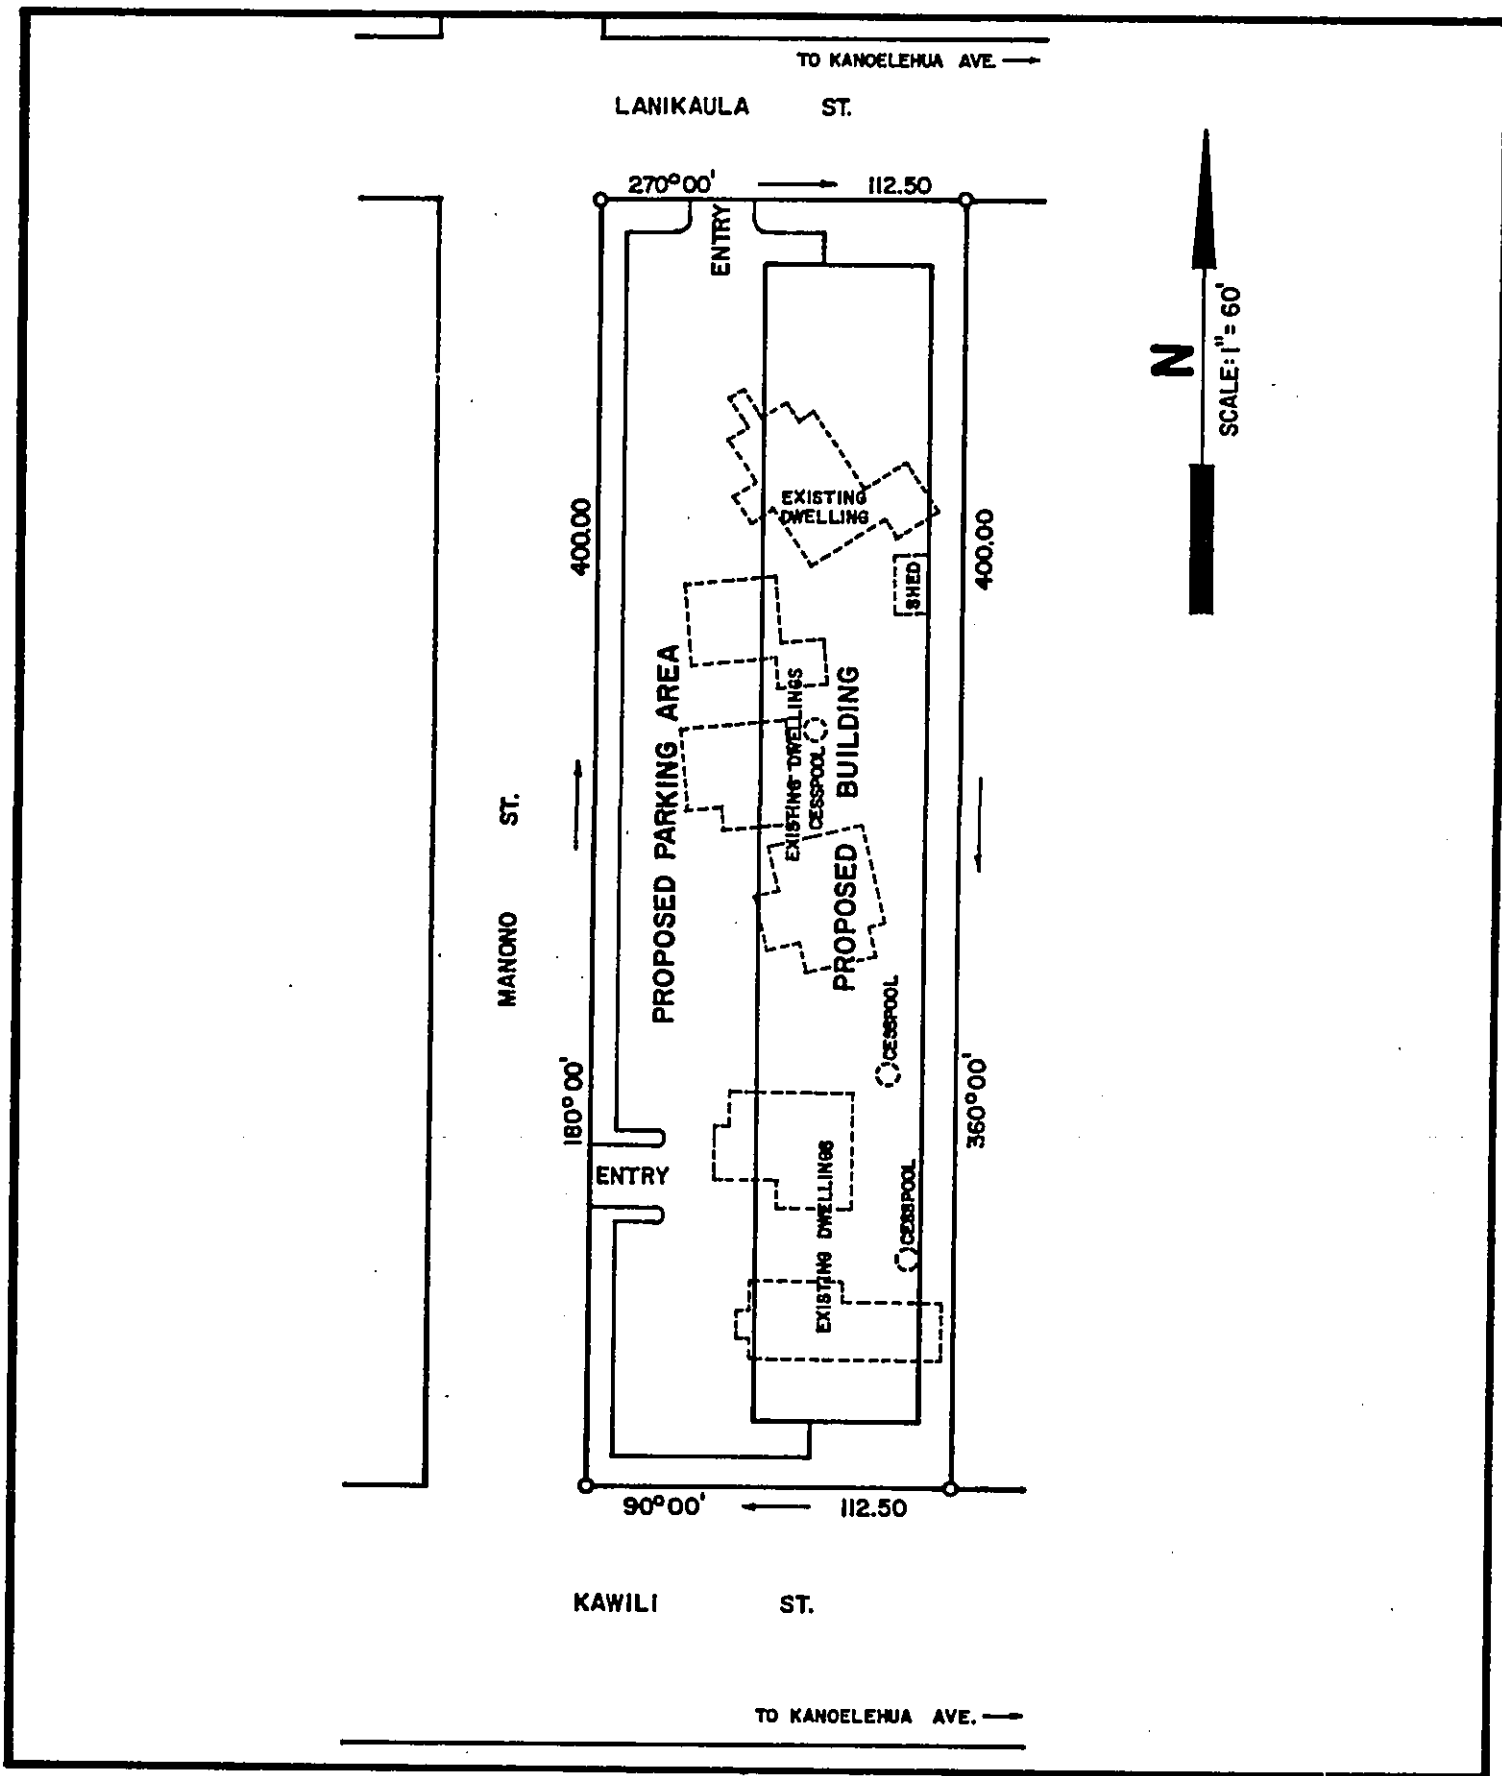 TO KANOELEHUA AVE.
LANIKAULA ST.
270°00' 112.50
ENTRY
N
SCALE: 1" = 60'
EXISTING
DWELLING
400.00
400.00
SHED
PROPOSED PARKING AREA
EXISTING DWELLINGS
CESSPOOL
PROPOSED BUILDING
MANONO ST.
CESSPOOL
180°00'
360°00'
ENTRY
EXISTING DWELLINGS
CESSPOOL
90°00' 112.50
KAWILI ST.
TO KANOELEHUA AVE.